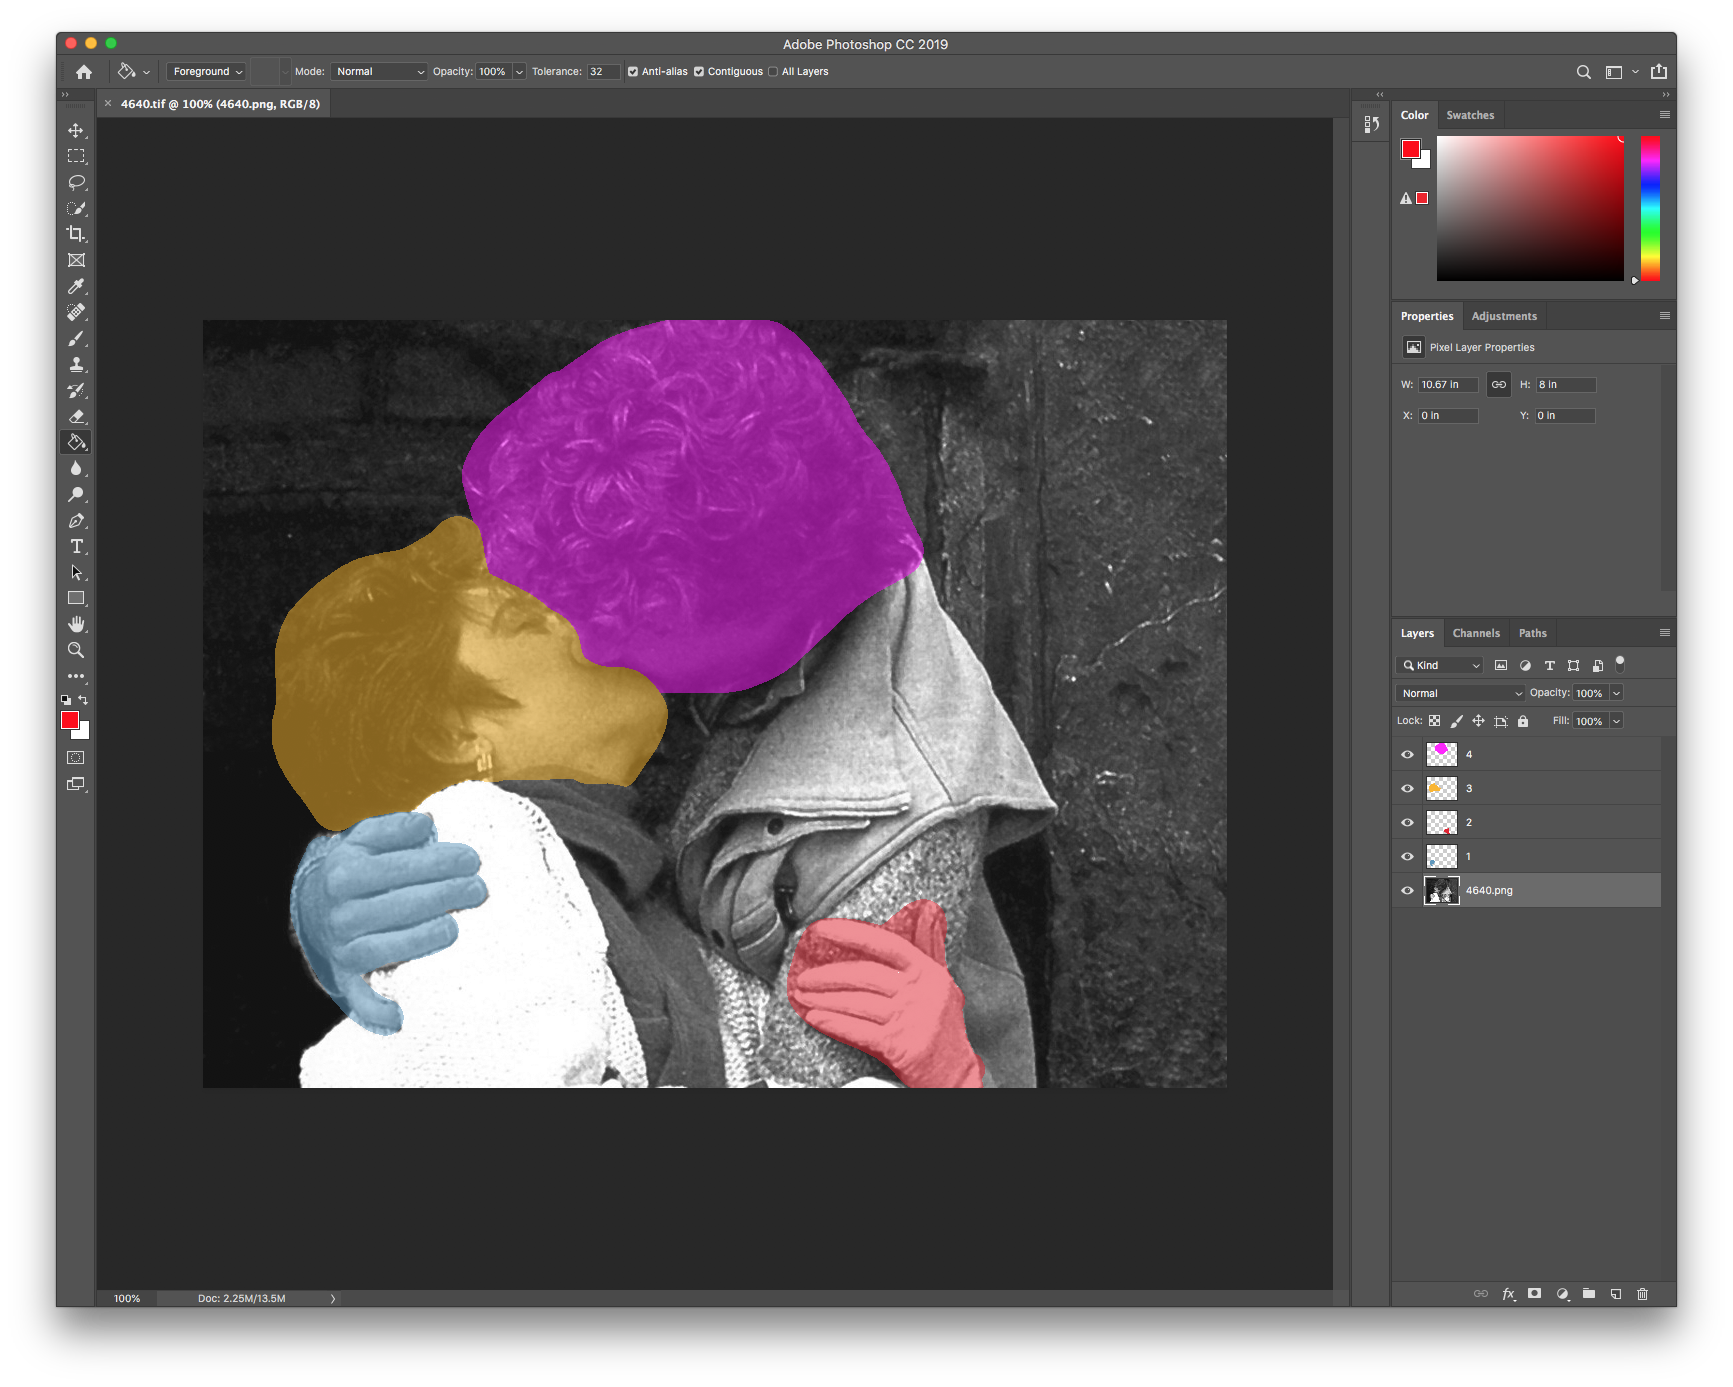 Adobe Photoshop CC 2019
Foreground Mode: Normal Opacity: 100% Tolerance: 32 Anti-alias Contiguous All Layers
4640.tif @ 100% (4640.png, RGB/8)
Color Swatches
Properties Adjustments
Pixel Layer Properties
W: 10.67 in H: 8 in
X: 0 in Y: 0 in
Layers Channels Paths
Kind
Normal Opacity: 100%
Lock: Fill: 100%
4
3
2
1
4640.png
100% Doc: 2.25M/13.5M
fx